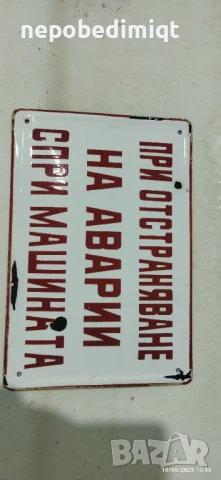 nepobedimiqt
ПРИ ОТСТРАНЯВАНЕ
НА АВАРИИ
СПРИ МАШИНАТА
BAZAR